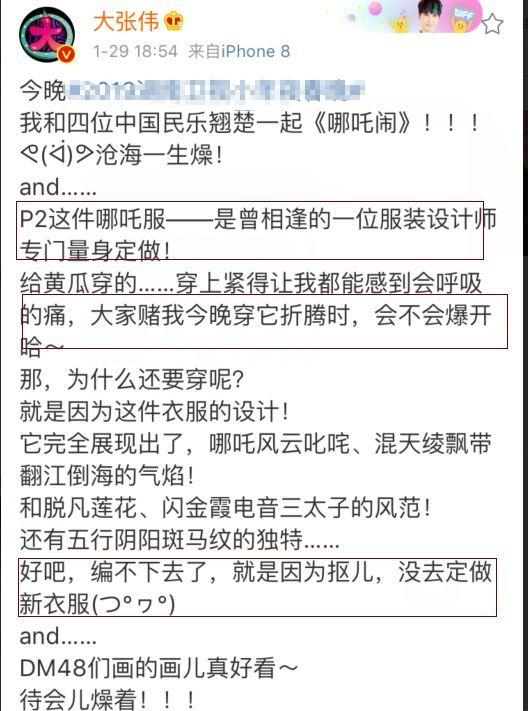 大
大张伟
1-29 18:54 来自iPhone 8
WFF
今晚
我和四位中国民乐翘楚一起《哪吒闹》！！！
沧海一生燥！
and……
P2这件哪吒服——是曾相逢的一位服装设计师
专门量身定做！
给黄瓜穿的……穿上紧得让我都能感到会呼吸
的痛，大家赌我今晚穿它折腾时，会不会爆开
哈～
那，为什么还要穿呢？
就是因为这件衣服的设计！
它完全展现出了，哪吒风云叱咤、混天绫飘带
翻江倒海的气焰！
和脱凡莲花、闪金霞电音三太子的风范！
还有五行阴阳斑马纹的独特……
好吧，编不下去了，就是因为抠儿，没去定做
新衣服(つ°ヮ°)
and……
DM48们画的画儿真好看～
待会儿燥着！！！